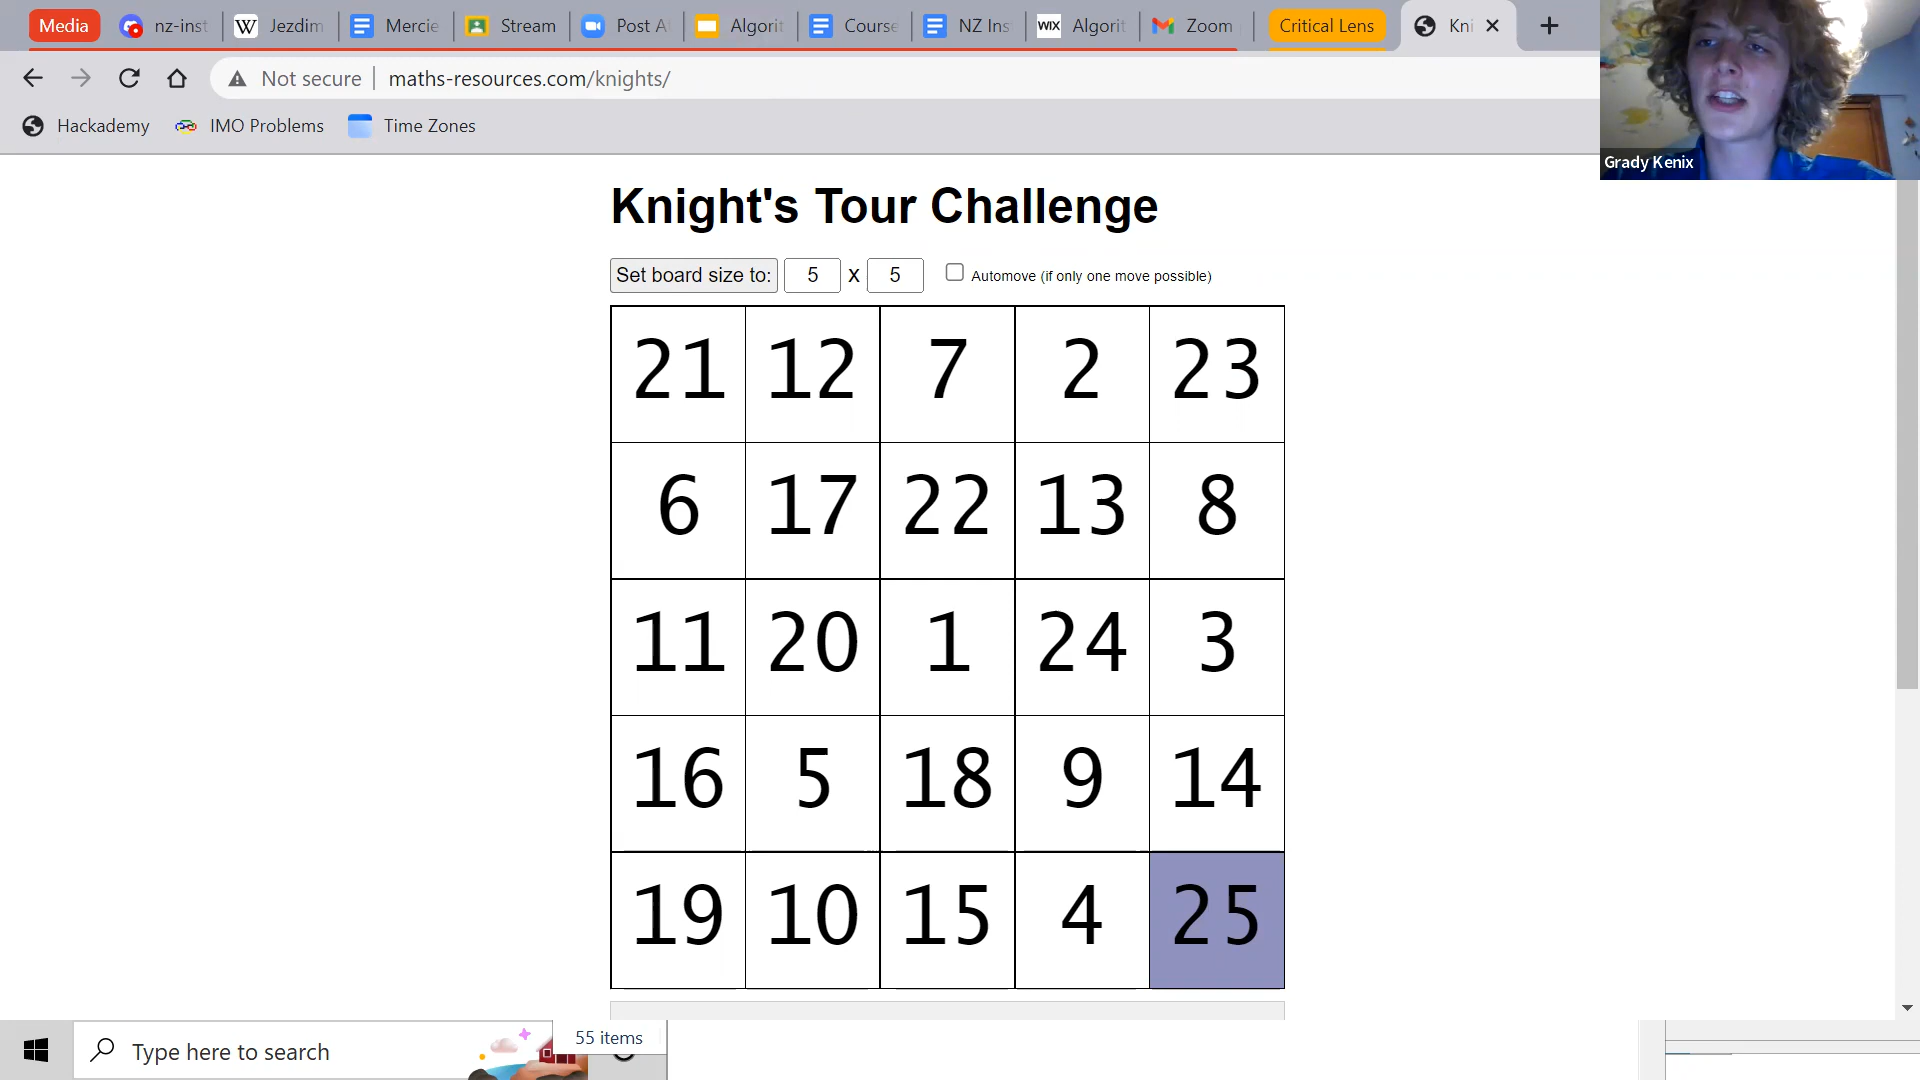 Media nz-inst Jezdim Mercie Stream Post A Algorit Course NZ Ins WIX Algorit Zoom Critical Lens Kni
Not secure maths-resources.com/knights/
Hackademy IMO Problems Time Zones
Grady Kenix
Knight's Tour Challenge
Set board size to: 5 x 5 Automove (if only one move possible)
21 12 7 2 23
6 17 22 13 8
11 20 1 24 3
16 5 18 9 14
19 10 15 4 25
55 items
Type here to search